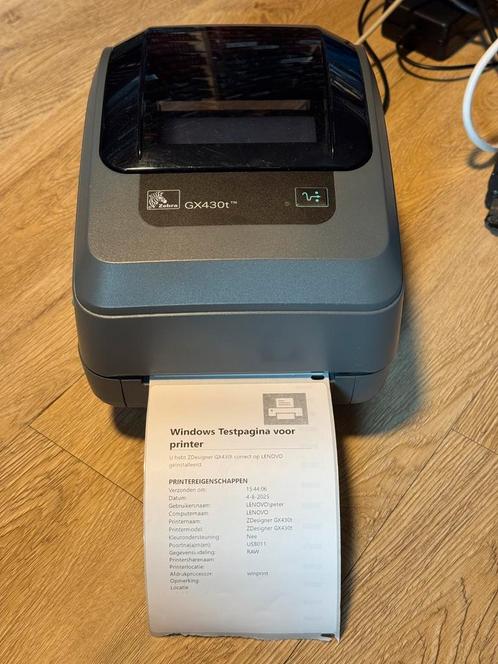 Zebra
GX430t™
Windows Testpagina voor
printer
U hebt ZDesigner GX430t correct op LENOVO
geïnstalleerd.
PRINTEREIGENSCHAPPEN
Verzonden om: 15:44:06
Datum: 4-8-2025
Gebruikersnaam: LENOVO\peter
Computernaam: LENOVO
Printernaam: ZDesigner GX430t
Printermodel: ZDesigner GX430t
Kleurondersteuning: Nee
Poortna(a)m(en): USB011
Gegevensindeling: RAW
Printersharenaam:
Printerlocatie:
Afdrukprocessor: winprint
Opmerking:
Locatie